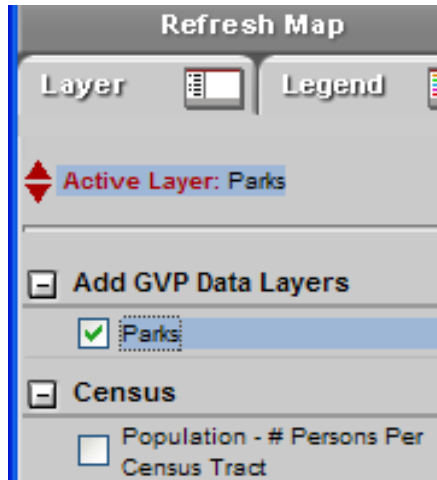 Refresh Map
Layer Legend
Active Layer: Parks
Add GVP Data Layers
Parks
Census
Population - # Persons Per
Census Tract